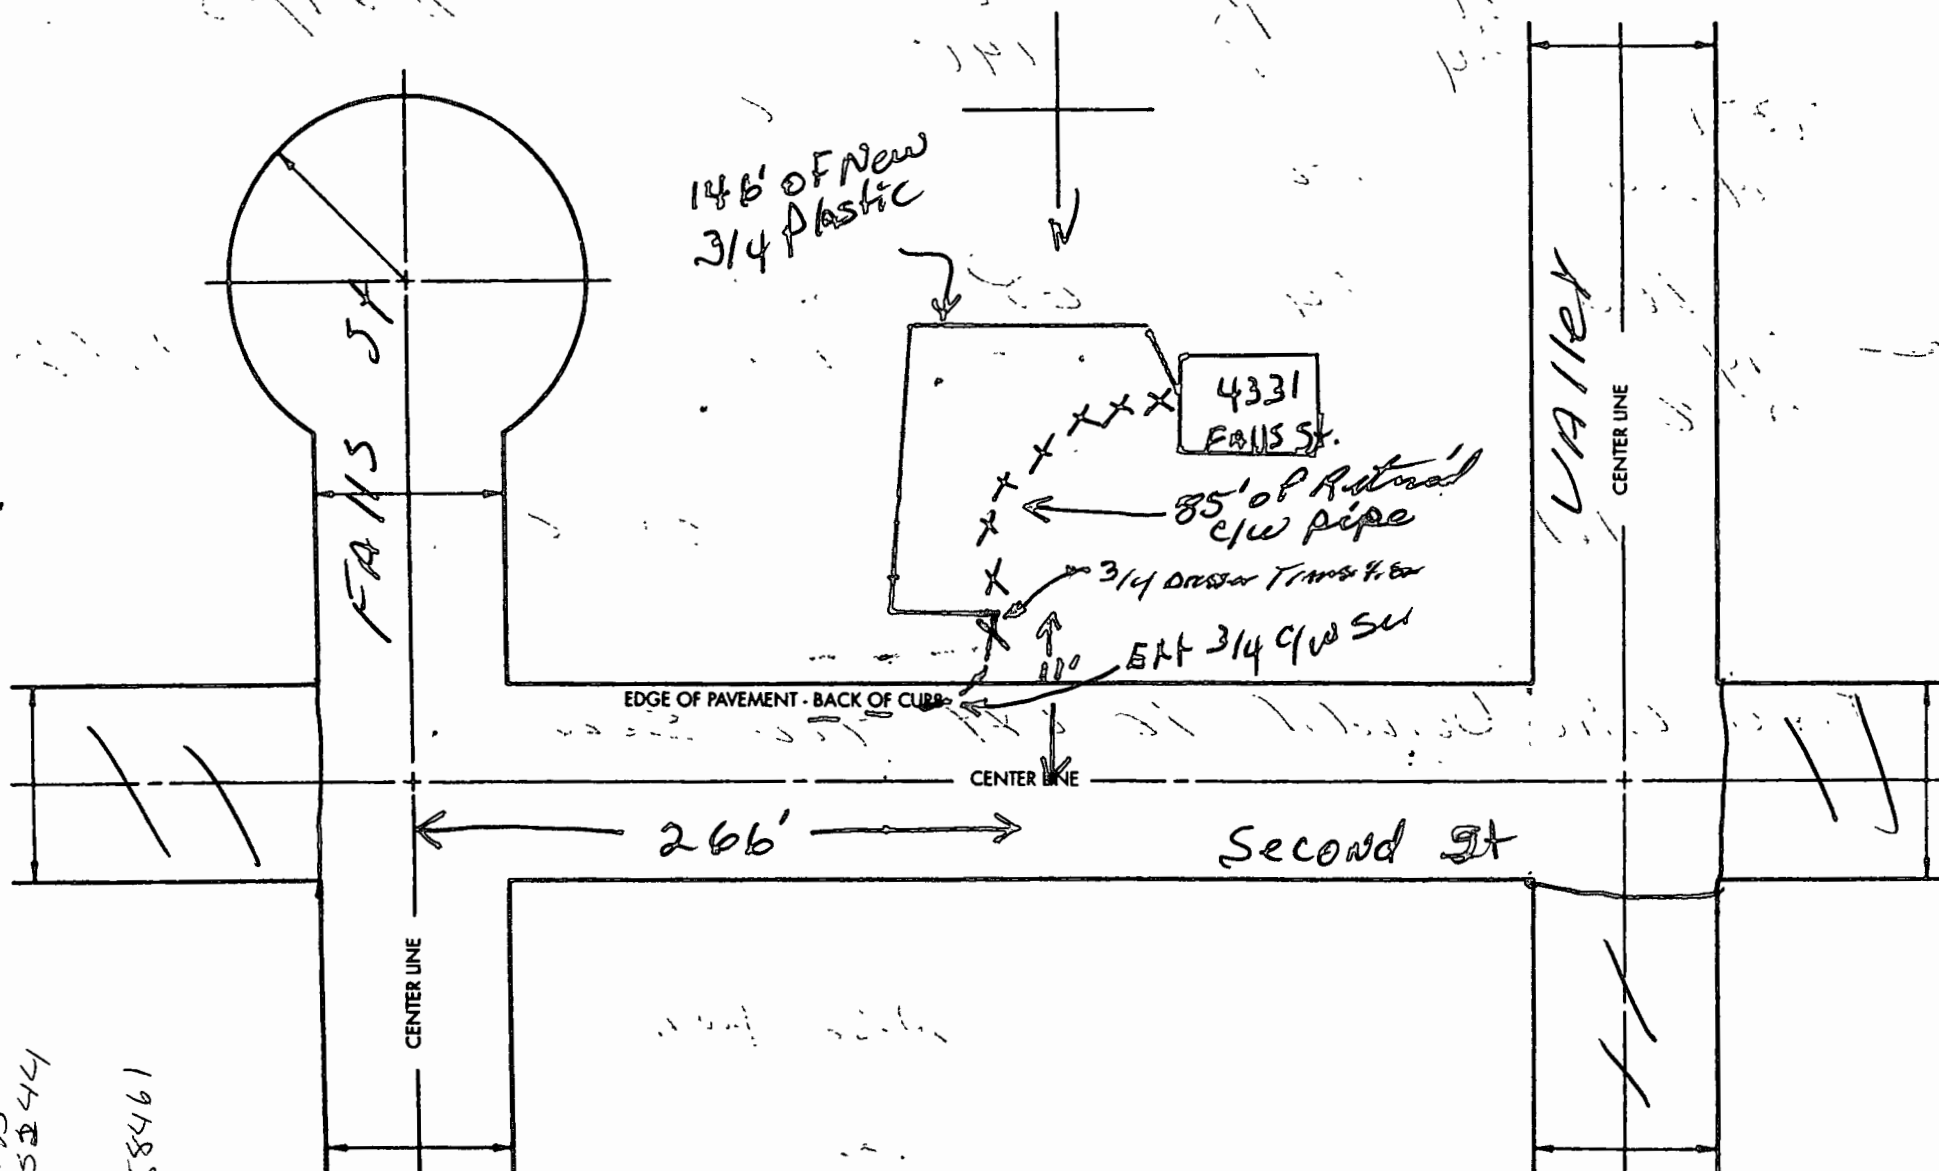 146' OF New
3/4 Plastic
N
FAllS St
VAlley
CENTER LINE
4331
FAllS St.
85' of Retired
c/w pipe
3/4 Dresser Transition
EXT 3/4 c/w Su
11'
EDGE OF PAVEMENT - BACK OF CURB
CENTER LINE
266'
Second St
CENTER LINE
5244
58461